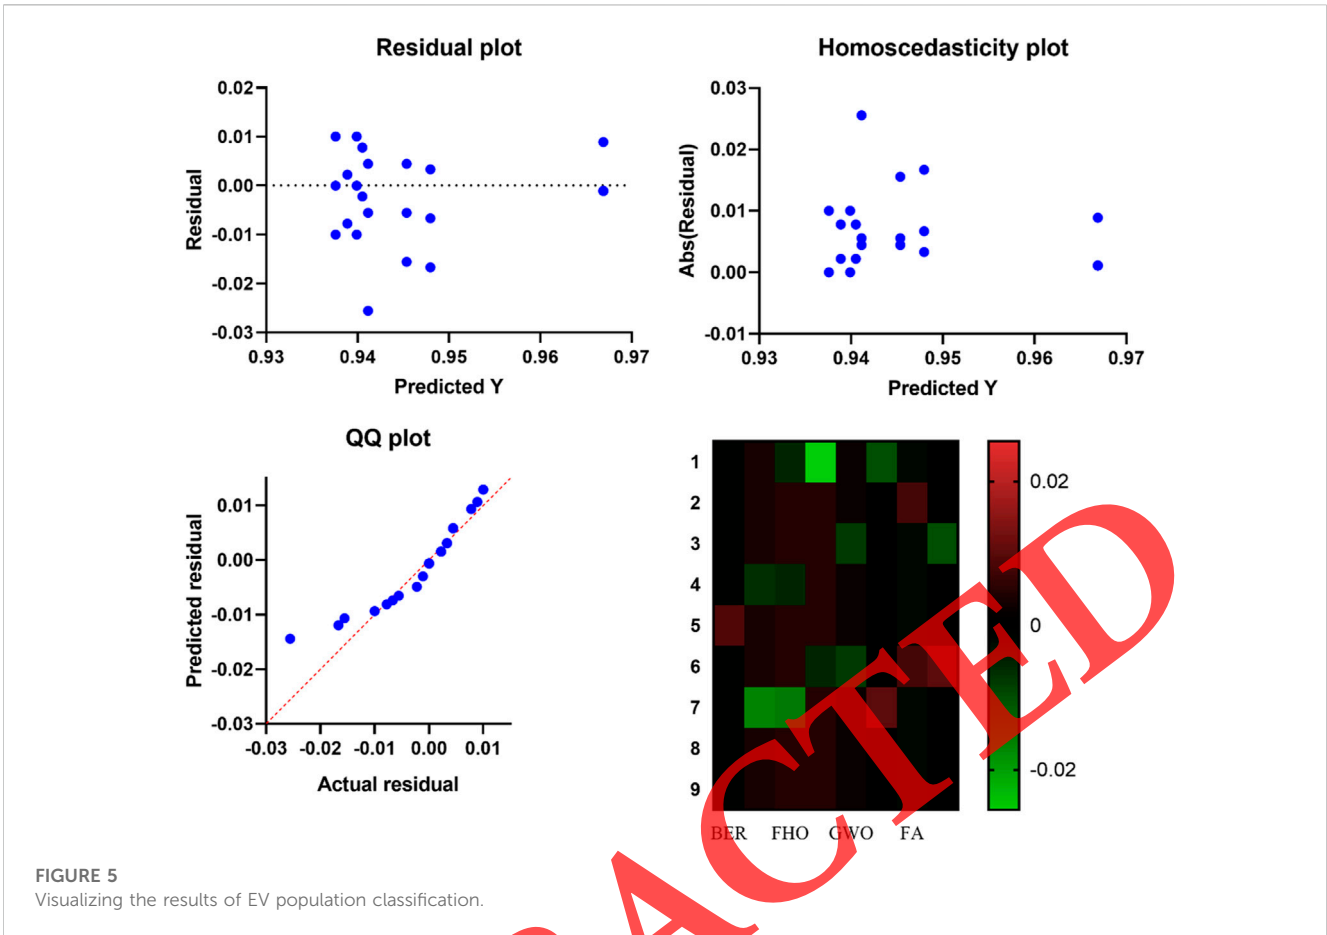 Residual plot
0.02
0.01
0.00
-0.01
-0.02
-0.03
Residual
0.93 0.94 0.95 0.96 0.97
Predicted Y
Homoscedasticity plot
0.03
0.02
0.01
0.00
-0.01
Abs(Residual)
0.93 0.94 0.95 0.96 0.97
Predicted Y
QQ plot
0.01
0.00
-0.01
-0.02
-0.03
Predicted residual
-0.03 -0.02 -0.01 0.00 0.01
Actual residual
1
2
3
4
5
6
7
8
9
BER FHO GWO FA
0.02
0
-0.02
ACTED
FIGURE 5
Visualizing the results of EV population classification.